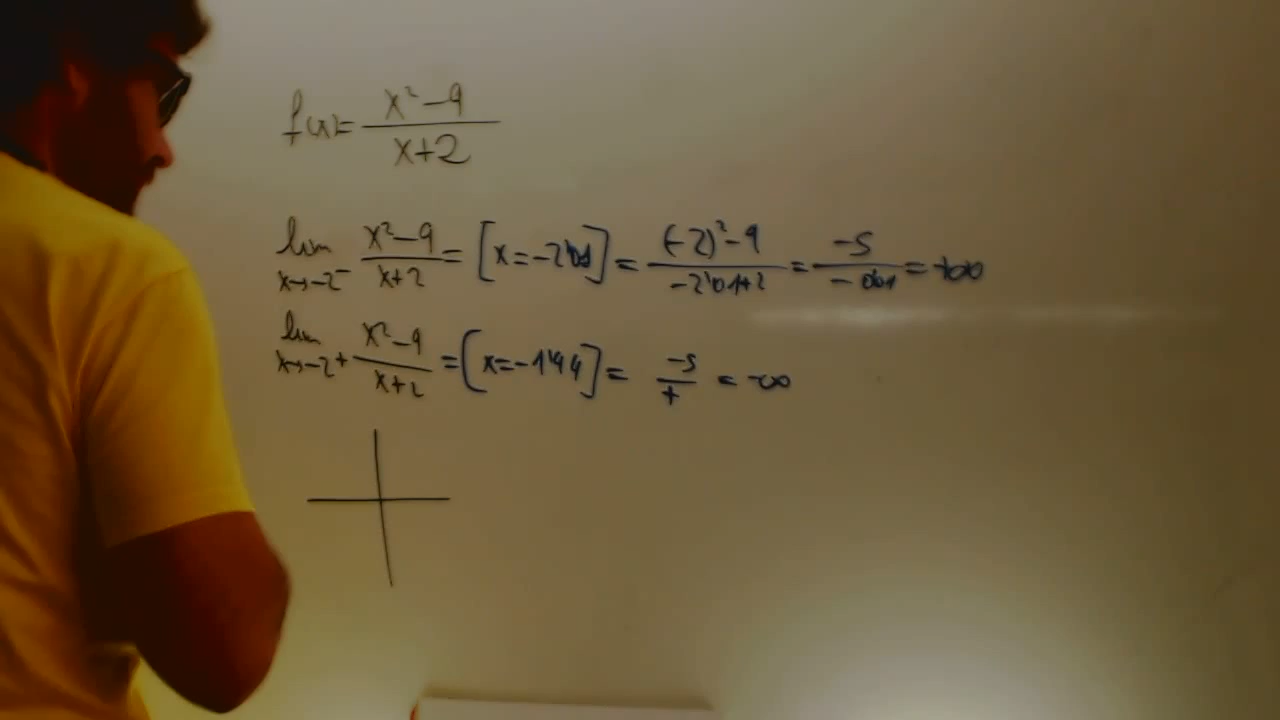 f(x)= x²-9 / x+2
lim x→-2⁻ x²-9 / x+2 = [x=-2'01] = (-2)²-9 / -2'01+2 = -5 / -0'01 = +∞
lim x→-2⁺ x²-9 / x+2 = [x=-1'99] = -5 / + = -∞